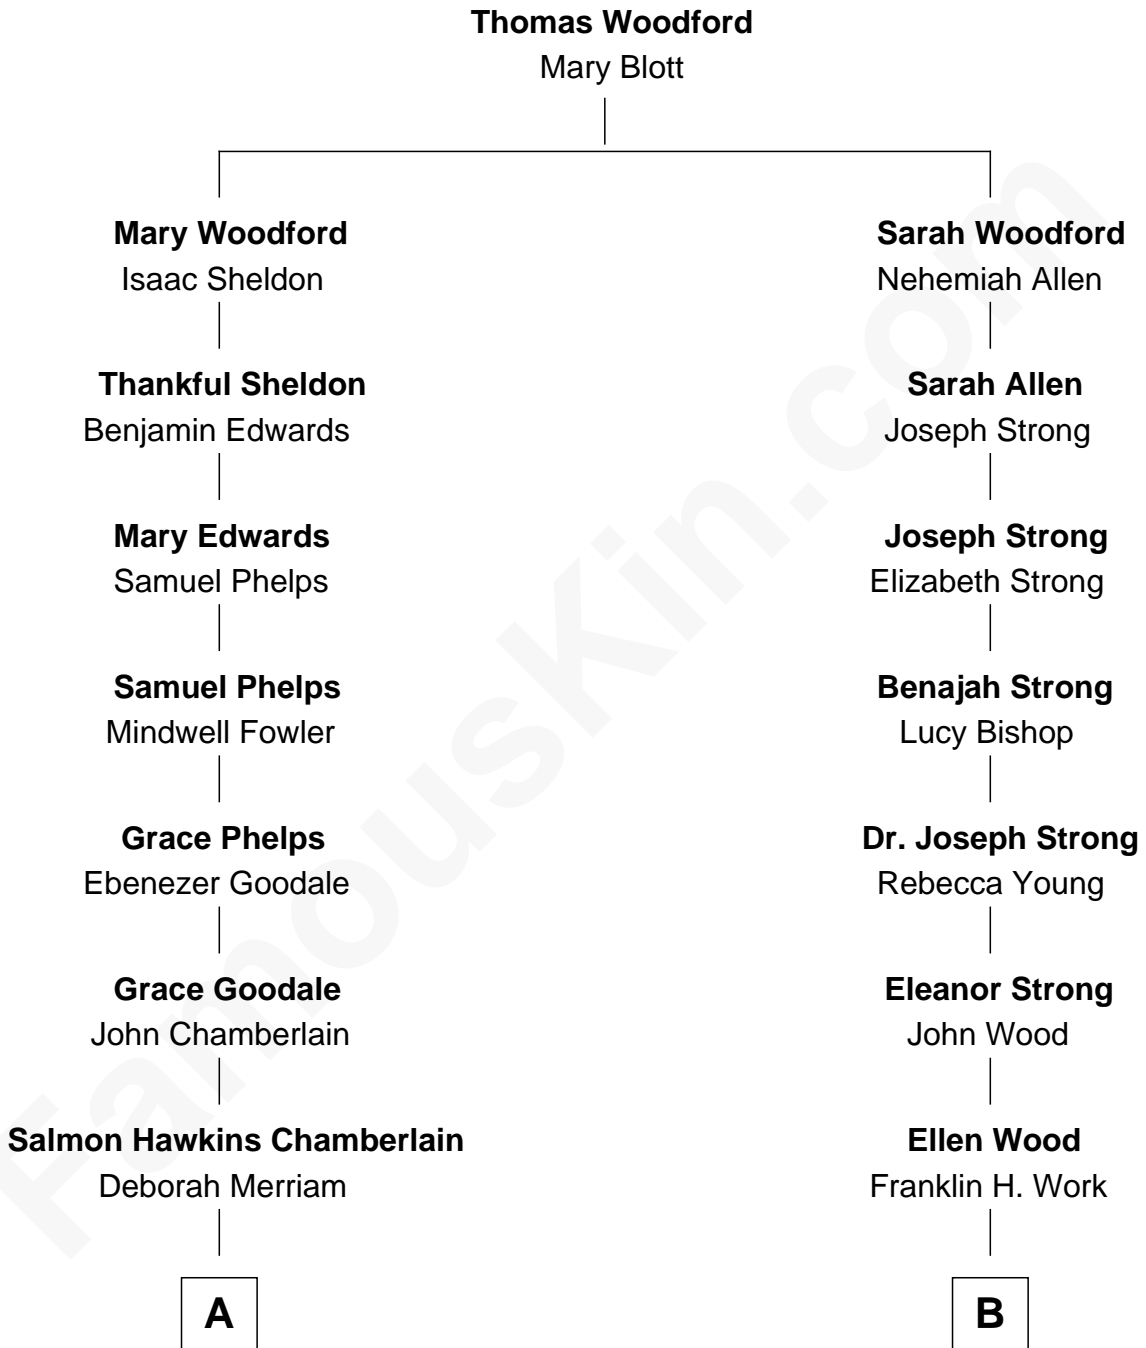 Thomas Woodford
Mary Blott
Mary Woodford
Isaac Sheldon
Sarah Woodford
Nehemiah Allen
Thankful Sheldon
Benjamin Edwards
Sarah Allen
Joseph Strong
Mary Edwards
Samuel Phelps
Joseph Strong
Elizabeth Strong
Samuel Phelps
Mindwell Fowler
Benajah Strong
Lucy Bishop
Grace Phelps
Ebenezer Goodale
Dr. Joseph Strong
Rebecca Young
Grace Goodale
John Chamberlain
Eleanor Strong
John Wood
Salmon Hawkins Chamberlain
Deborah Merriam
Ellen Wood
Franklin H. Work
A
B
FamousKin.com